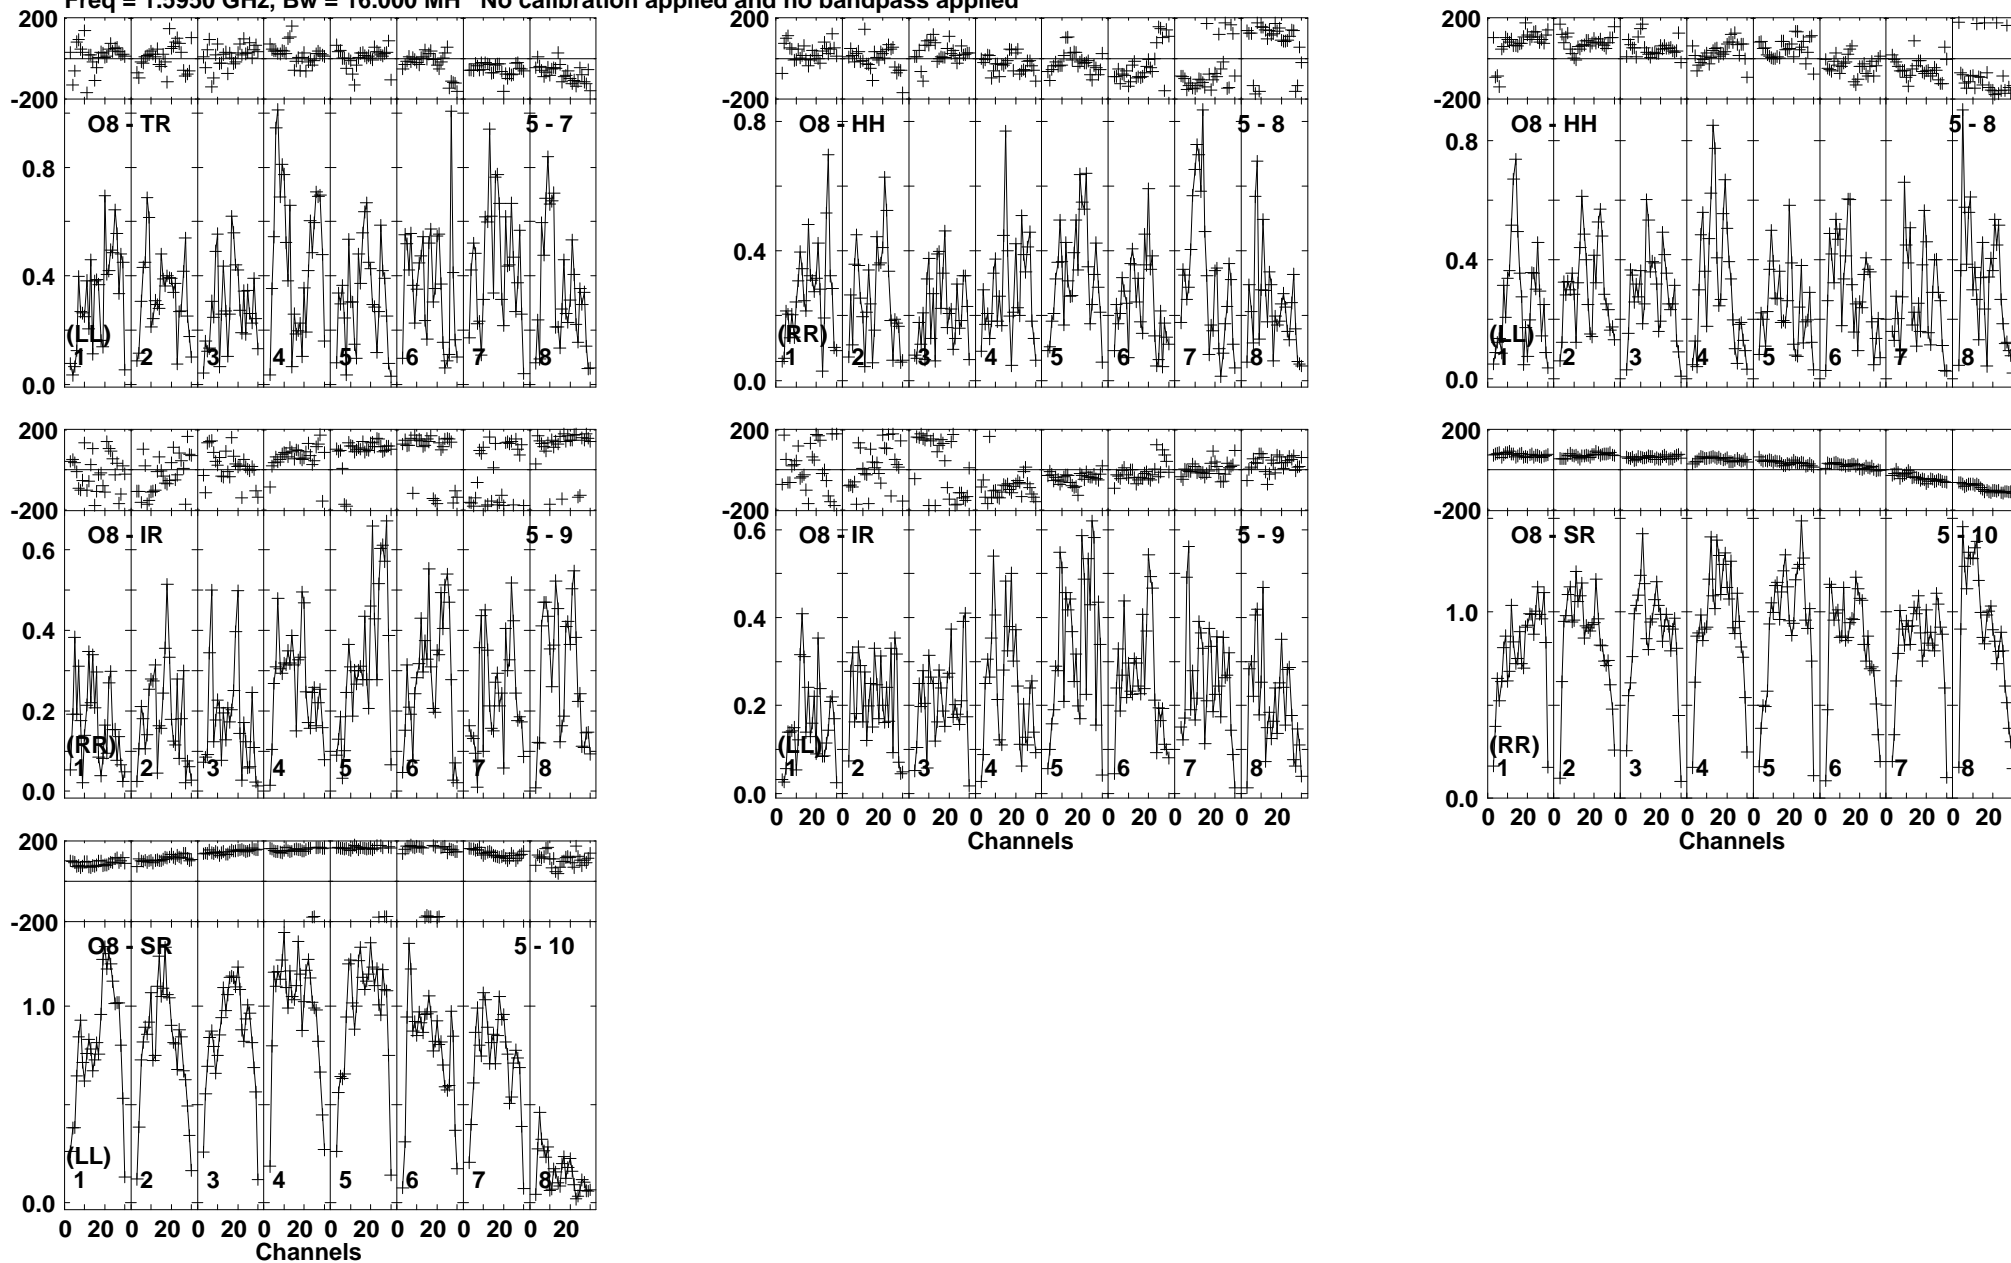 Freq = 1.5950 GHz, Bw = 16.000 MH No calibration applied and no bandpass applied
200 200 200
-200 -200 -200
O8 - TR 5 - 7 O8 - HH 5 - 8 O8 - HH 5 - 8
0.8 0.8 0.8
0.4 0.4 0.4
(LL) (RR) (LL)
1 2 3 4 5 6 7 8 1 2 3 4 5 6 7 8 1 2 3 4 5 6 7 8
0.0 0.0 0.0
200 200 200
-200 -200 -200
O8 - IR 5 - 9 O8 - IR 5 - 9 O8 - SR 5 - 10
0.6 0.6 1.0
0.4 0.4
0.2 0.2
(RR) (LL) (RR)
1 2 3 4 5 6 7 8 1 2 3 4 5 6 7 8 1 2 3 4 5 6 7 8
0.0 0.0 0.0
0 20 0 20 0 20 0 20 0 20 0 20 0 20 0 20 0 20 0 20 0 20 0 20 0 20 0 20 0 20 0 20
Channels Channels
200
-200
O8 - SR 5 - 10
1.0
(LL)
1 2 3 4 5 6 7 8
0.0
0 20 0 20 0 20 0 20 0 20 0 20 0 20 0 20
Channels